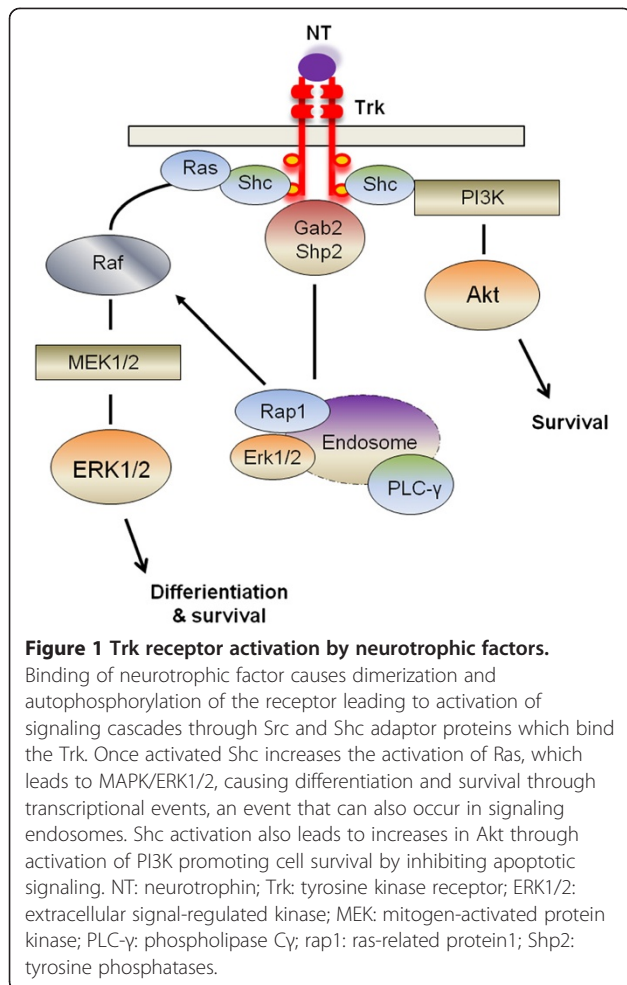 NT
Trk
Ras
Shc
Shc
PI3K
Gab2
Shp2
Raf
Akt
MEK1/2
Rap1
Endosome
Survival
Erk1/2
ERK1/2
PLC-γ
Differientiation
& survival
Figure 1 Trk receptor activation by neurotrophic factors.
Binding of neurotrophic factor causes dimerization and
autophosphorylation of the receptor leading to activation of
signaling cascades through Src and Shc adaptor proteins which bind
the Trk. Once activated Shc increases the activation of Ras, which
leads to MAPK/ERK1/2, causing differentiation and survival through
transcriptional events, an event that can also occur in signaling
endosomes. Shc activation also leads to increases in Akt through
activation of PI3K promoting cell survival by inhibiting apoptotic
signaling. NT: neurotrophin; Trk: tyrosine kinase receptor; ERK1/2:
extracellular signal-regulated kinase; MEK: mitogen-activated protein
kinase; PLC-γ: phospholipase Cγ; rap1: ras-related protein1; Shp2:
tyrosine phosphatases.